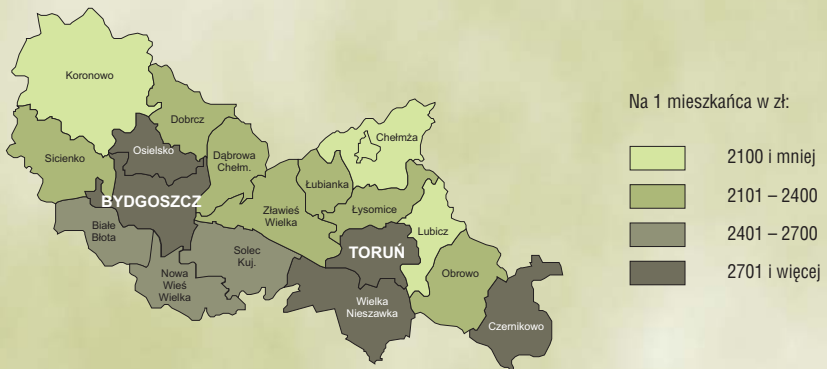 Koronowo
Dobrcz
Osielsko
Sicienko
Dąbrowa
Chełm.
BYDGOSZCZ
Białe
Błota
Nowa
Wieś
Wielka
Solec
Kuj.
Zławieś
Wielka
Łubianka
Chełmża
Łysomice
Lubicz
TORUŃ
Obrowo
Wielka
Nieszawka
Czernikowo
Na 1 mieszkańca w zł:
2100 i mniej
2101 – 2400
2401 – 2700
2701 i więcej